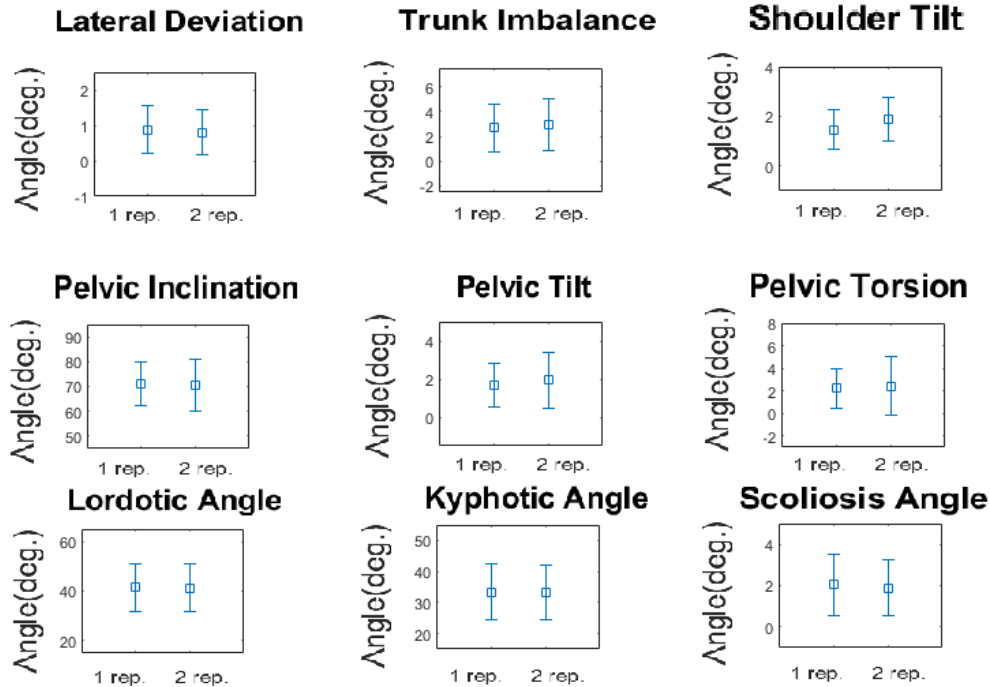 Lateral Deviation
Angle(deg.)
2
1
0
-1
1 rep. 2 rep.
Trunk Imbalance
Angle(deg.)
6
4
2
0
-2
1 rep. 2 rep.
Shoulder Tilt
Angle(deg.)
4
2
0
1 rep. 2 rep.
Pelvic Inclination
Angle(deg.)
90
80
70
60
50
1 rep. 2 rep.
Pelvic Tilt
Angle(deg.)
4
2
0
1 rep. 2 rep.
Pelvic Torsion
Angle(deg.)
8
6
4
2
0
-2
1 rep. 2 rep.
Lordotic Angle
Angle(deg.)
60
40
20
1 rep. 2 rep.
Kyphotic Angle
Angle(deg.)
50
40
30
20
1 rep. 2 rep.
Scoliosis Angle
Angle(deg.)
4
2
0
1 rep. 2 rep.